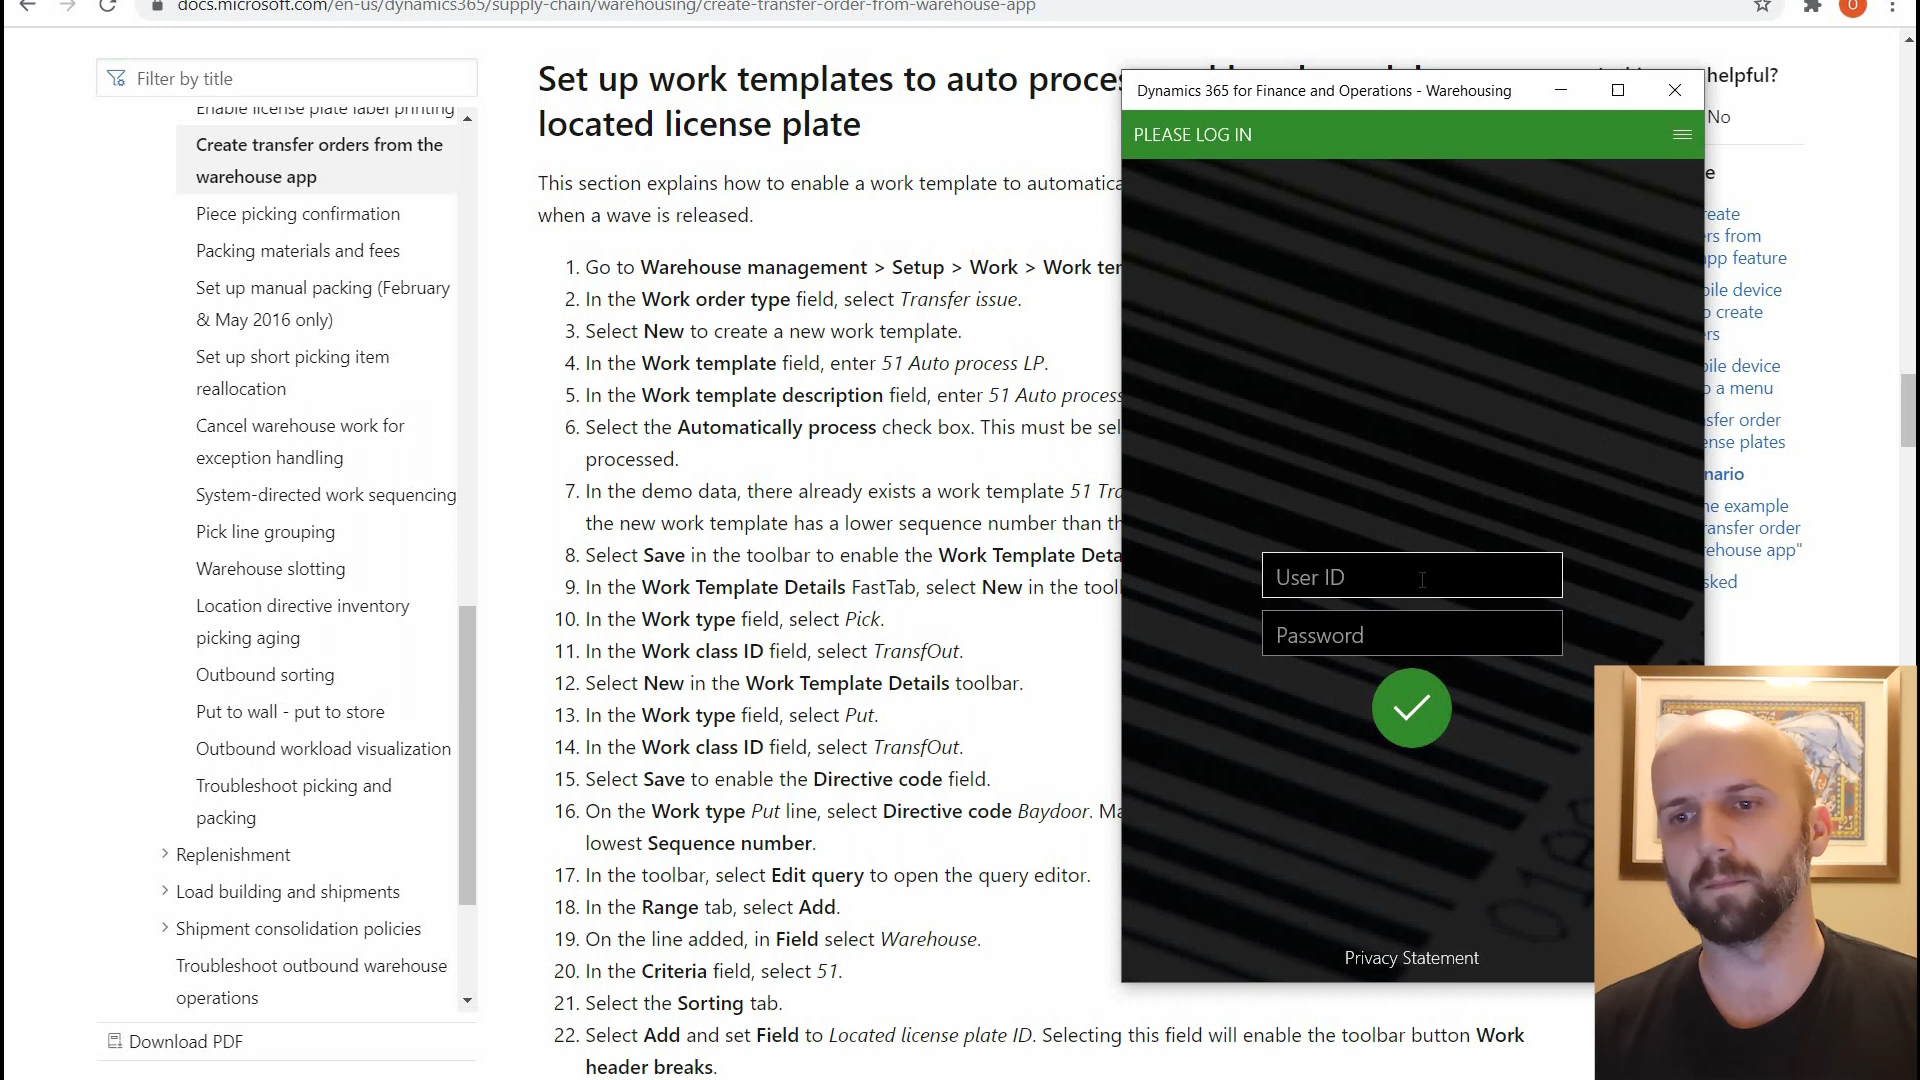 docs.microsoft.com/en-us/dynamics365/supply-chain/warehousing/create-transfer-order-from-warehouse-app
O
Filter by title
Enable license plate label printing
Create transfer orders from the
warehouse app
Piece picking confirmation
Packing materials and fees
Set up manual packing (February
& May 2016 only)
Set up short picking item
reallocation
Cancel warehouse work for
exception handling
System-directed work sequencing
Pick line grouping
Warehouse slotting
Location directive inventory
picking aging
Outbound sorting
Put to wall - put to store
Outbound workload visualization
Troubleshoot picking and
packing
Replenishment
Load building and shipments
Shipment consolidation policies
Troubleshoot outbound warehouse
operations
Download PDF
Set up work templates to auto proce
located license plate
This section explains how to enable a work template to automatica
when a wave is released.
1. Go to Warehouse management > Setup > Work > Work ter
2. In the Work order type field, select Transfer issue.
3. Select New to create a new work template.
4. In the Work template field, enter 51 Auto process LP.
5. In the Work template description field, enter 51 Auto process
6. Select the Automatically process check box. This must be sel
processed.
7. In the demo data, there already exists a work template 51 Tra
the new work template has a lower sequence number than th
8. Select Save in the toolbar to enable the Work Template Deta
9. In the Work Template Details FastTab, select New in the tool
10. In the Work type field, select Pick.
11. In the Work class ID field, select TransfOut.
12. Select New in the Work Template Details toolbar.
13. In the Work type field, select Put.
14. In the Work class ID field, select TransfOut.
15. Select Save to enable the Directive code field.
16. On the Work type Put line, select Directive code Baydoor. Ma
lowest Sequence number.
17. In the toolbar, select Edit query to open the query editor.
18. In the Range tab, select Add.
19. On the line added, in Field select Warehouse.
20. In the Criteria field, select 51.
21. Select the Sorting tab.
22. Select Add and set Field to Located license plate ID. Selecting this field will enable the toolbar button Work
header breaks.
Dynamics 365 for Finance and Operations - Warehousing
PLEASE LOG IN
User ID
Password
Privacy Statement
helpful?
No
e
reate
rs from
pp feature
bile device
o create
rs
bile device
o a menu
sfer order
ense plates
nario
he example
ransfer order
ehouse app"
sked